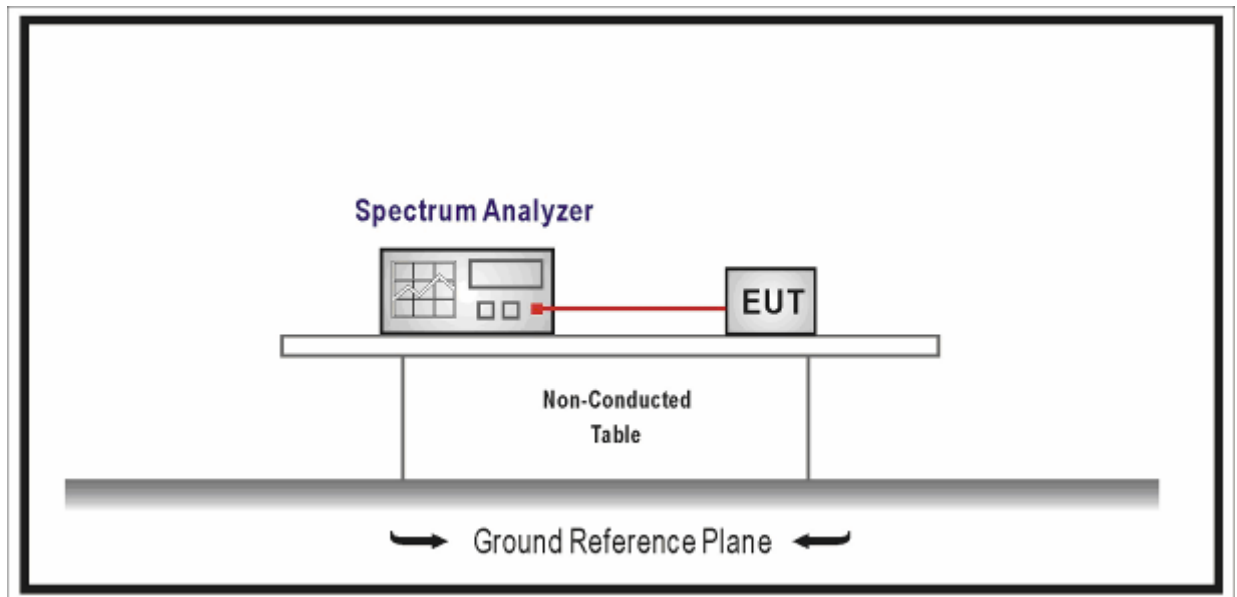 Spectrum Analyzer
EUT
Non-Conducted
Table
Ground Reference Plane